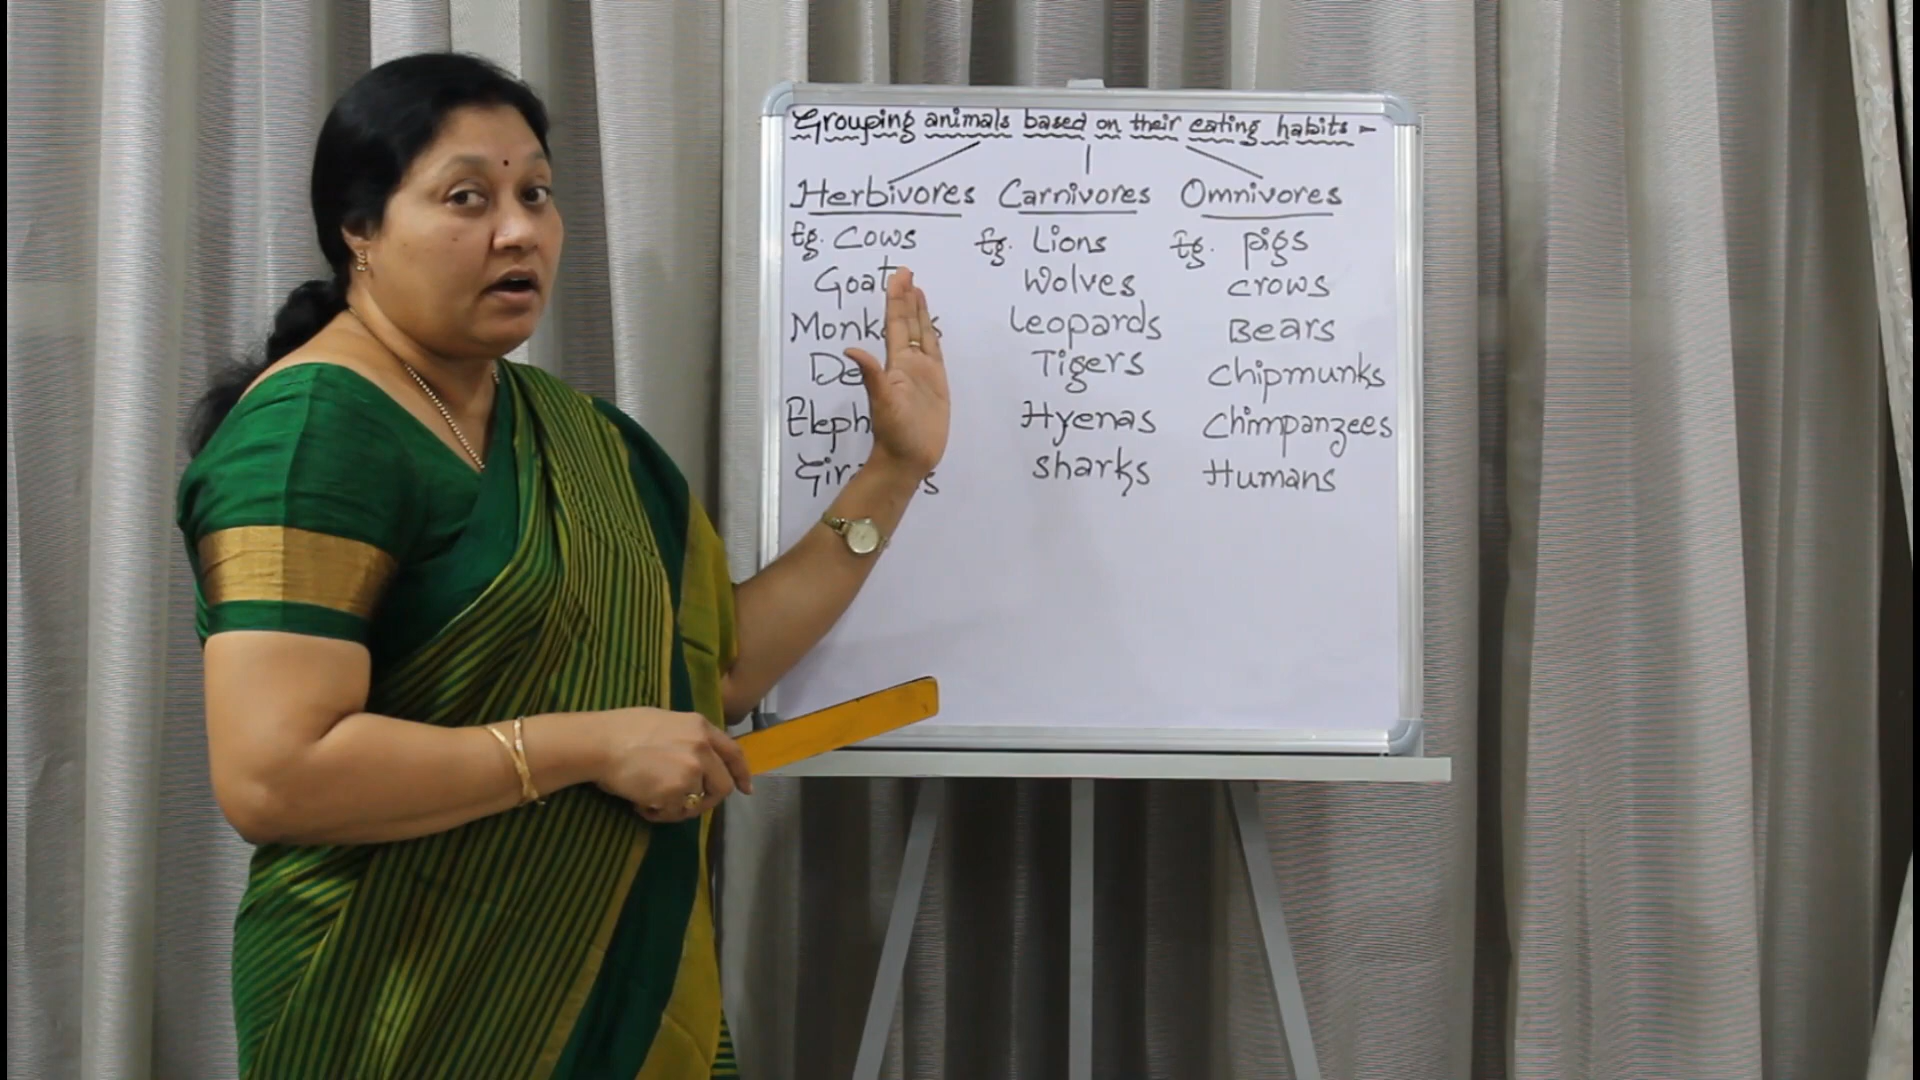 Grouping animals based on their eating habits -
Herbivores Carnivores Omnivores
Eg. Cows Eg. Lions Eg. pigs
Wolves crows
Leopards Bears
Tigers chipmunks
Hyenas Chimpanzees
sharks Humans